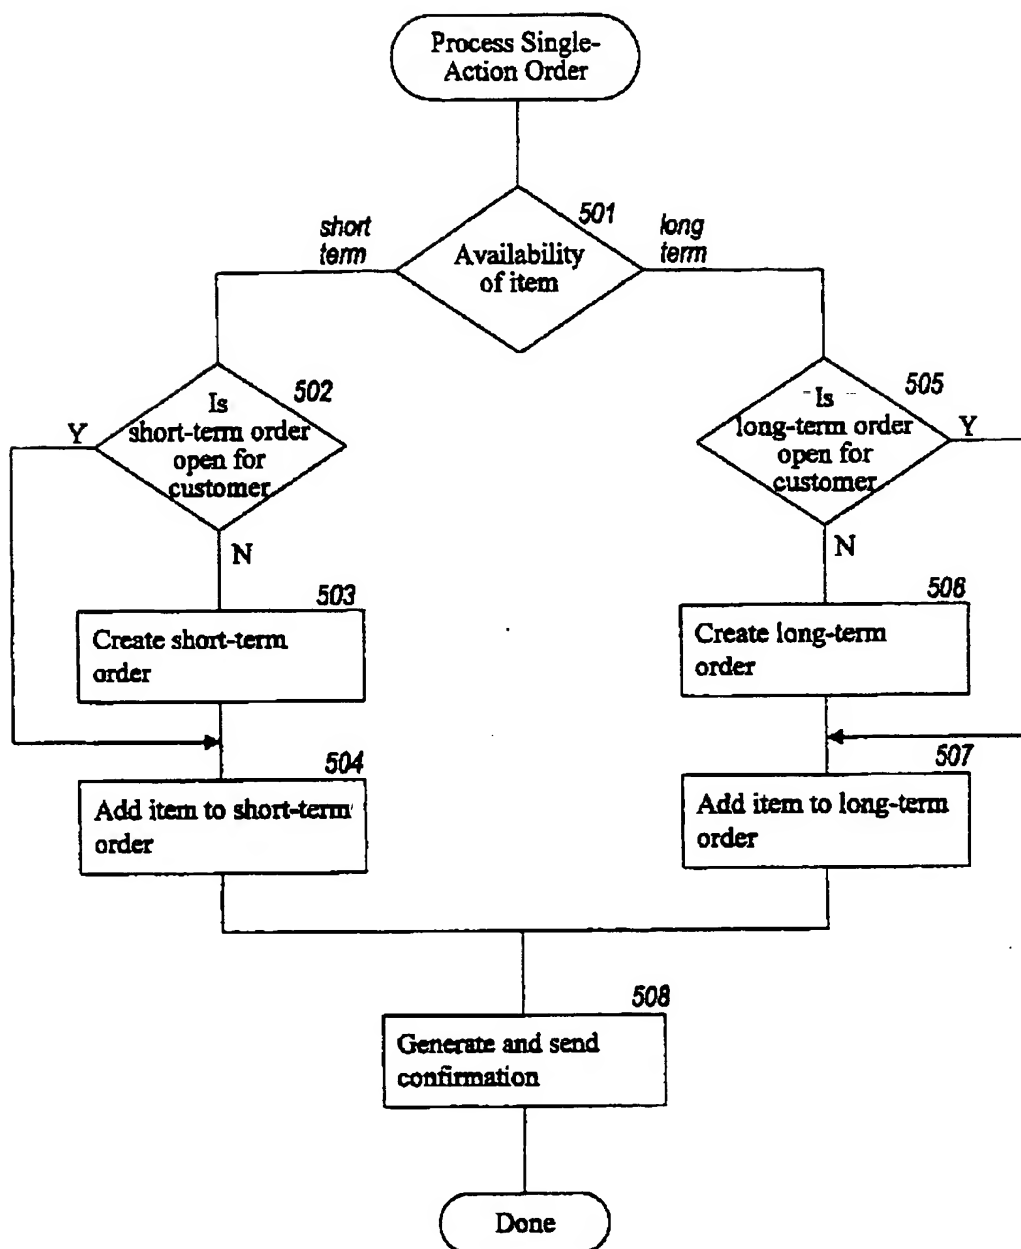 Process Single-
Action Order
501
short
term
long
term
Availability
of item
502
Is
short-term order
open for
customer
Y
N
505
Is
long-term order
open for
customer
Y
N
503
Create short-term
order
506
Create long-term
order
504
Add item to short-term
order
507
Add item to long-term
order
508
Generate and send
confirmation
Done